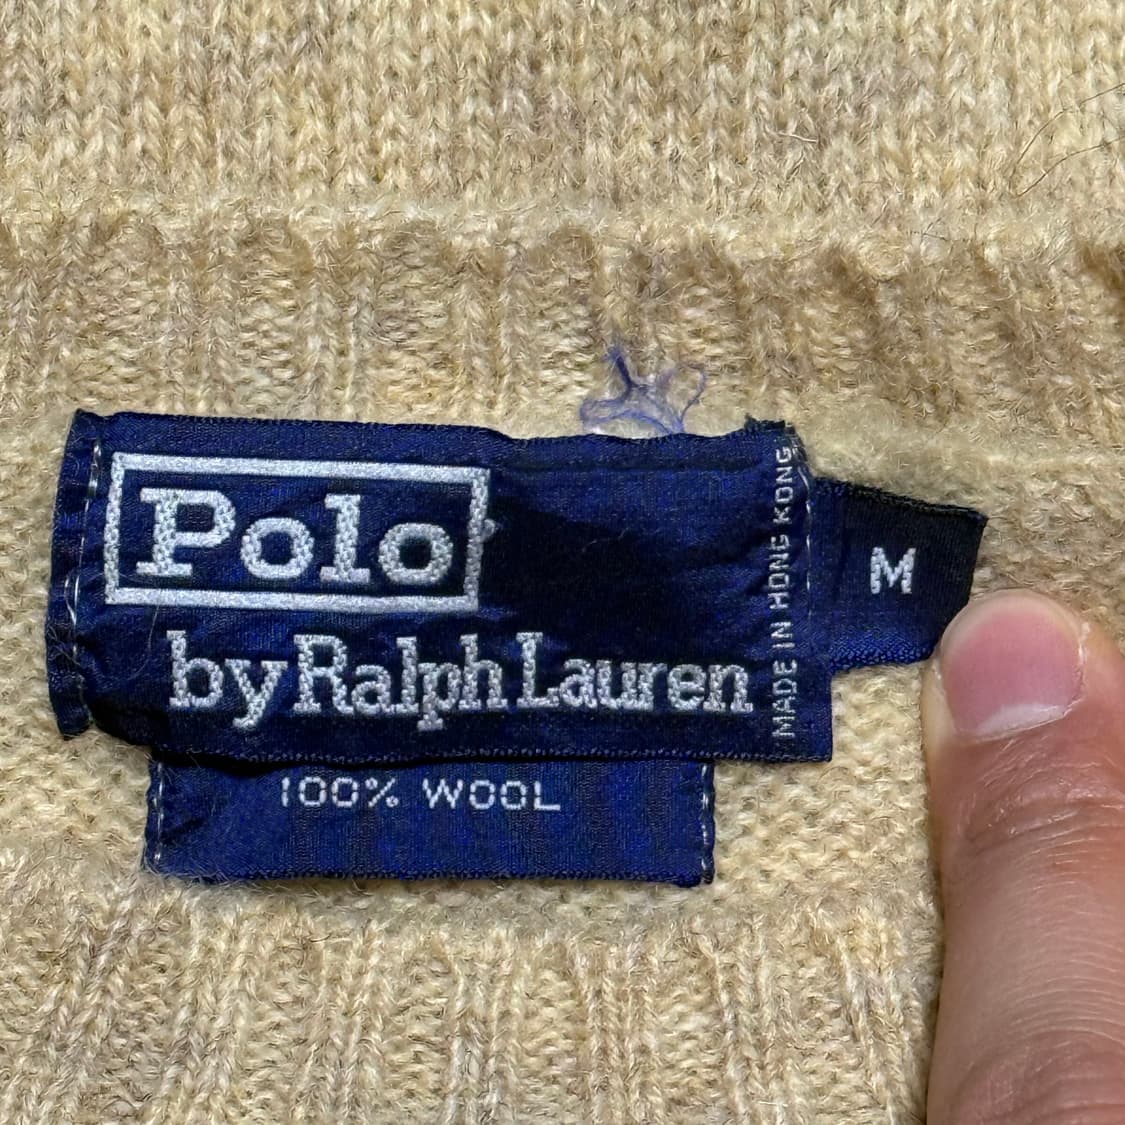 Polo
by Ralph Lauren
MADE IN HONG KONG
M
100% WOOL